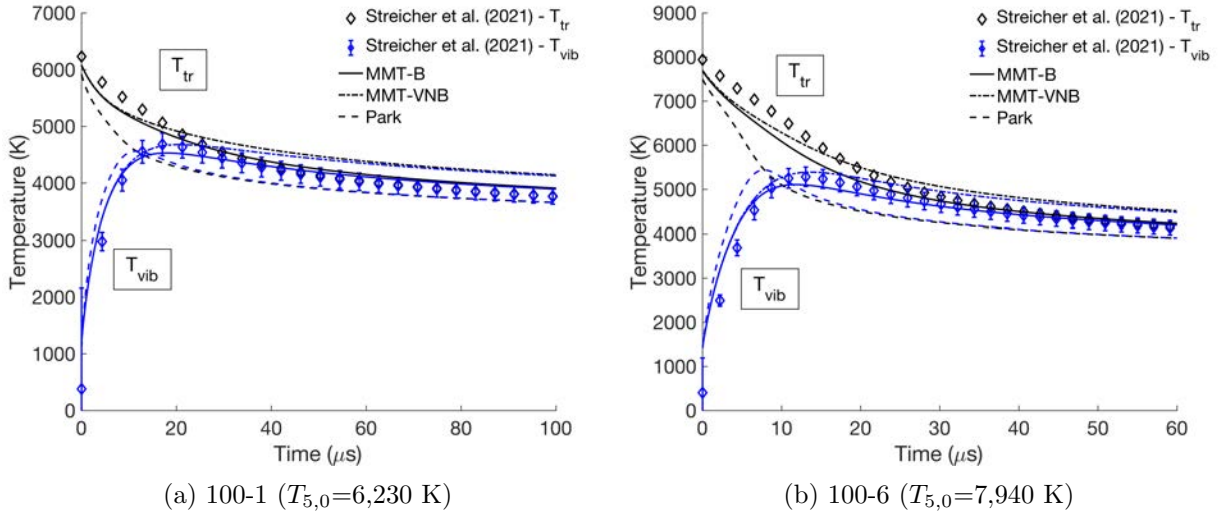 7000
6000
5000
4000
3000
2000
1000
0
Temperature (K)
0 20 40 60 80 100
Time (μs)
Streicher et al. (2021) - T_tr
Streicher et al. (2021) - T_vib
MMT-B
MMT-VNB
Park
T_tr
T_vib
(a) 100-1 (T_{5,0}=6,230 K)
9000
8000
7000
6000
5000
4000
3000
2000
1000
0
Temperature (K)
0 10 20 30 40 50 60
Time (μs)
Streicher et al. (2021) - T_tr
Streicher et al. (2021) - T_vib
MMT-B
MMT-VNB
Park
T_tr
T_vib
(b) 100-6 (T_{5,0}=7,940 K)